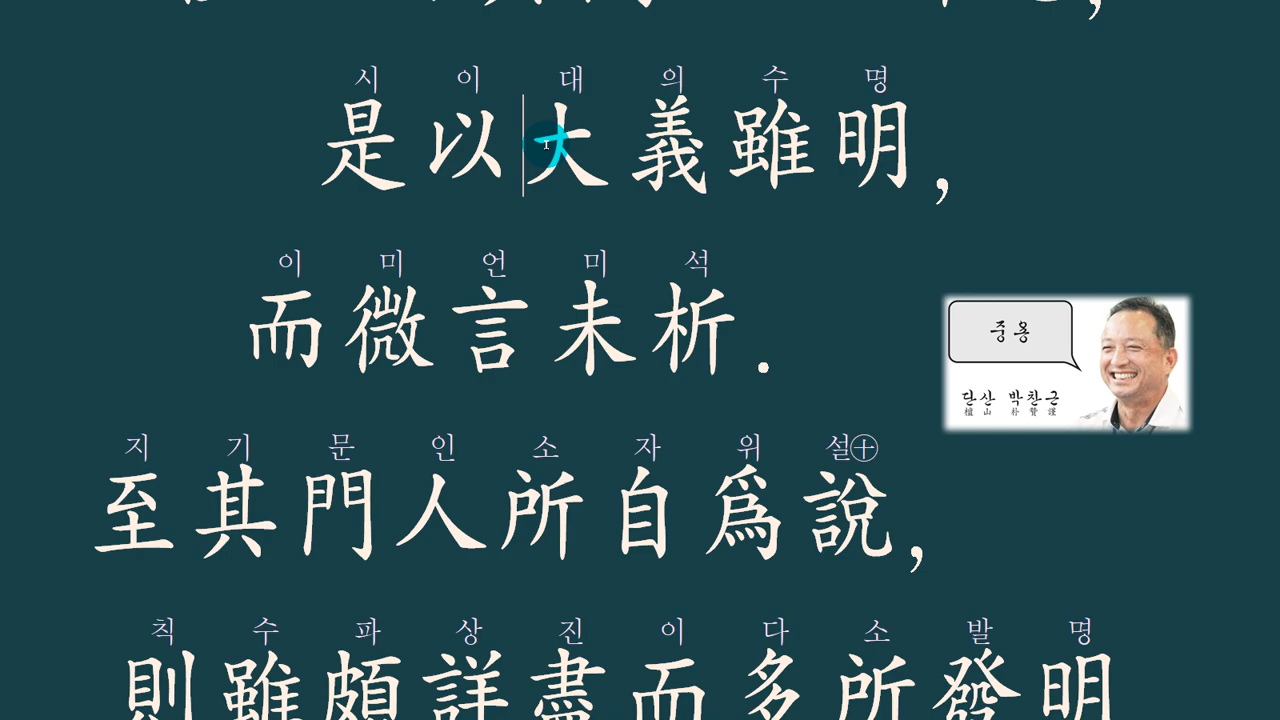 시 이 대 의 수 명
是以大義雖明,
이 미 언 미 석
而微言未析.
중용
단산 박찬근
檀山 朴贊謹
지 기 문 인 소 자 위 설㊉
至其門人所自爲說,
칙 수 파 상 진 이 다 소 발 명
則雖頗詳盡而多所發明